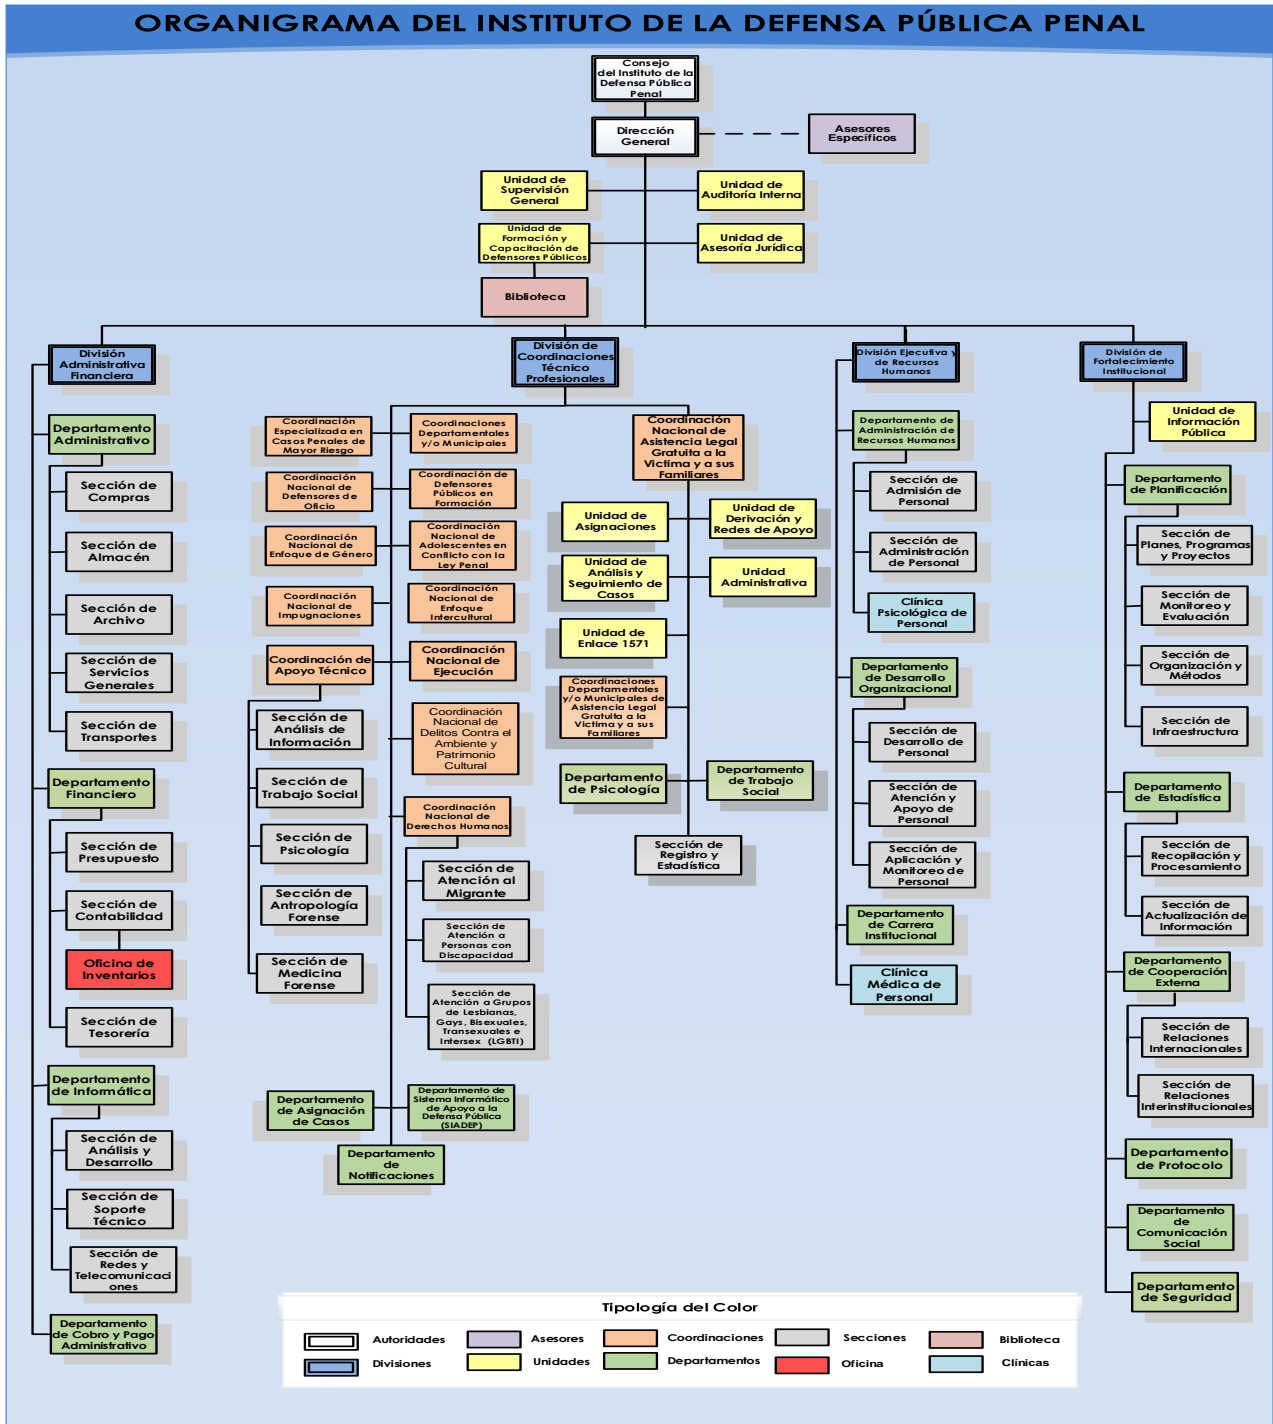 ORGANIGRAMA DEL INSTITUTO DE LA DEFENSA PÚBLICA PENAL
Consejo
del Instituto de la
Defensa Pública
Penal
Dirección
General
Asesores
Específicos
Unidad de
Supervisión
General
Unidad de
Auditoría Interna
Unidad de
Formación y
Capacitación de
Defensores Públicos
Unidad de
Asesoría Jurídica
Biblioteca
División
Administrativa
Financiera
Departamento
Administrativo
Sección de
Compras
Sección de
Almacén
Sección de
Archivo
Sección de
Servicios
Generales
Sección de
Transportes
Departamento
Financiero
Sección de
Presupuesto
Sección de
Contabilidad
Oficina de
Inventarios
Sección de
Tesorería
Departamento
de Informática
Sección de
Análisis y
Desarrollo
Sección de
Soporte
Técnico
Sección de
Redes y
Telecomunicaci
ones
Departamento
de Cobro y Pago
Administrativo
División de
Coordinaciones
Técnico
Profesionales
Coordinación
Especializada en
Casos Penales de
Mayor Riesgo
Coordinaciones
Departamentales
y/o Municipales
Coordinación
Nacional de
Defensores de
Oficio
Coordinación de
Defensores
Públicos en
Formación
Coordinación
Nacional de
Enfoque de Género
Coordinación
Nacional de
Adolescentes en
Conflicto con la
Ley Penal
Coordinación
Nacional de
Impugnaciones
Coordinación
Nacional de
Enfoque
Intercultural
Coordinación de
Apoyo Técnico
Coordinación
Nacional de
Ejecución
Sección de
Análisis de
Información
Sección de
Trabajo Social
Sección de
Psicología
Sección de
Antropología
Forense
Sección de
Medicina
Forense
Coordinación
Nacional de
Delitos Contra el
Ambiente y
Patrimonio
Cultural
Coordinación
Nacional de
Derechos Humanos
Sección de
Atención al
Migrante
Sección de
Atención a
Personas con
Discapacidad
Sección de
Atención a Grupos
de Lesbianas,
Gays, Bisexuales,
Transexuales e
Intersex (LGBTI)
Departamento
de Asignación
de Casos
Departamento de
Sistema Informático
de Apoyo a la
Defensa Pública
(SIADEP)
Departamento
de
Notificaciones
Coordinación
Nacional de
Asistencia Legal
Gratuita a la
Victima y a sus
Familiares
Unidad de
Asignaciones
Unidad de
Derivación y
Redes de Apoyo
Unidad de
Análisis y
Seguimiento de
Casos
Unidad
Administrativa
Unidad de
Enlace 1571
Coordinaciones
Departamentales
y/o Municipales de
Asistencia Legal
Gratuita a la
Victima y a sus
Familiares
Departamento
de Psicología
Departamento
de Trabajo
Social
Sección de
Registro y
Estadística
División Ejecutiva y
de Recursos
Humanos
Departamento de
Administración de
Recursos Humanos
Sección de
Admisión de
Personal
Sección de
Administración
de Personal
Clínica
Psicológica de
Personal
Departamento
de Desarrollo
Organizacional
Sección de
Desarrollo de
Personal
Sección de
Atención y
Apoyo de
Personal
Sección de
Aplicación y
Monitoreo de
Personal
Departamento
de Carrera
Institucional
Clínica
Médica de
Personal
División de
Fortalecimiento
Institucional
Unidad de
Información
Pública
Departamento
de Planificación
Sección de
Planes, Programas
y Proyectos
Sección de
Monitoreo y
Evaluación
Sección de
Organización y
Métodos
Sección de
Infraestructura
Departamento
de Estadística
Sección de
Recopilación y
Procesamiento
Sección de
Actualización de
Información
Departamento
de Cooperación
Externa
Sección de
Relaciones
Internacionales
Sección de
Relaciones
Interinstitucionales
Departamento
de Protocolo
Departamento
de
Comunicación
Social
Departamento
de Seguridad
Tipología del Color
Autoridades
Asesores
Coordinaciones
Secciones
Biblioteca
Divisiones
Unidades
Departamentos
Oficina
Clínicas